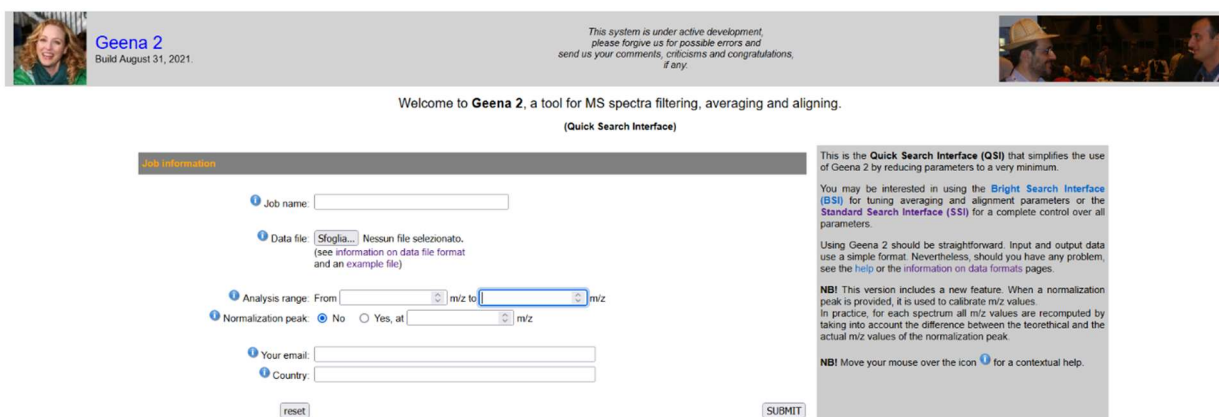 Geena 2
Build August 31, 2021.
This system is under active development,
please forgive us for possible errors and
send us your comments, criticisms and congratulations,
if any.
Welcome to Geena 2, a tool for MS spectra filtering, averaging and aligning.
(Quick Search Interface)
Job information
Job name:
Data file: Sfoglia... Nessun file selezionato.
(see information on data file format
and an example file)
Analysis range: From m/z to m/z
Normalization peak: No Yes, at m/z
Your email:
Country:
reset SUBMIT
This is the Quick Search Interface (QSI) that simplifies the use
of Geena 2 by reducing parameters to a very minimum.
You may be interested in using the Bright Search Interface
(BSI) for tuning averaging and alignment parameters or the
Standard Search Interface (SSI) for a complete control over all
parameters.
Using Geena 2 should be straightforward. Input and output data
use a simple format. Nevertheless, should you have any problem,
see the help or the information on data formats pages.
NB! This version includes a new feature. When a normalization
peak is provided, it is used to calibrate m/z values.
In practice, for each spectrum all m/z values are recomputed by
taking into account the difference between the teorethical and the
actual m/z values of the normalization peak.
NB! Move your mouse over the icon i for a contextual help.